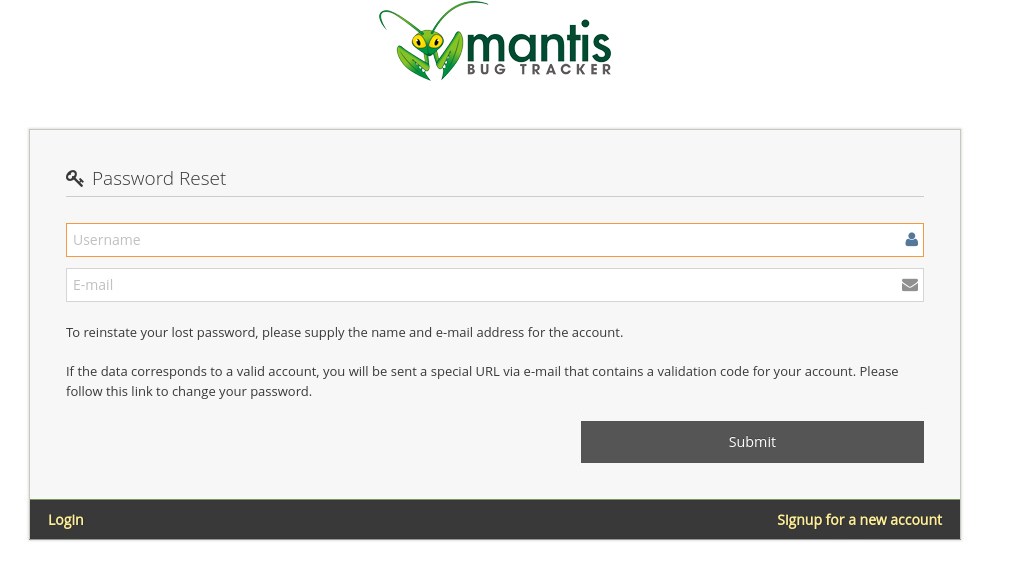 mantis
BUG TRACKER
Password Reset
Username
E-mail
To reinstate your lost password, please supply the name and e-mail address for the account.
If the data corresponds to a valid account, you will be sent a special URL via e-mail that contains a validation code for your account. Please
follow this link to change your password.
Submit
Login
Signup for a new account